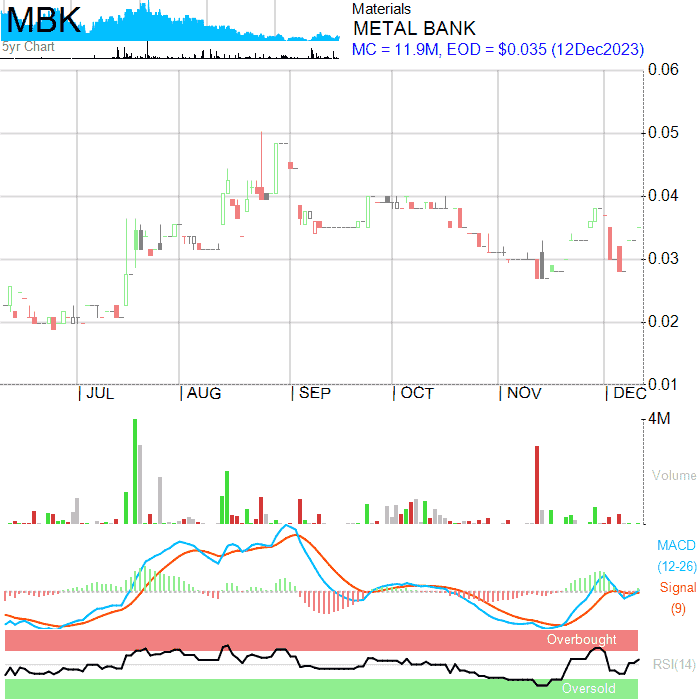 MBK
5yr Chart
Materials
METAL BANK
MC = 11.9M, EOD = $0.035 (12Dec2023)
0.06
0.05
0.04
0.03
0.02
0.01
JUL AUG SEP OCT NOV DEC
4M
Volume
MACD
(12-26)
Signal
(9)
Overbought
RSI(14)
Oversold